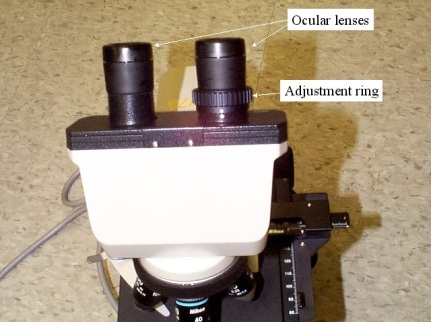 Ocular lenses
Adjustment ring
Nikon
40